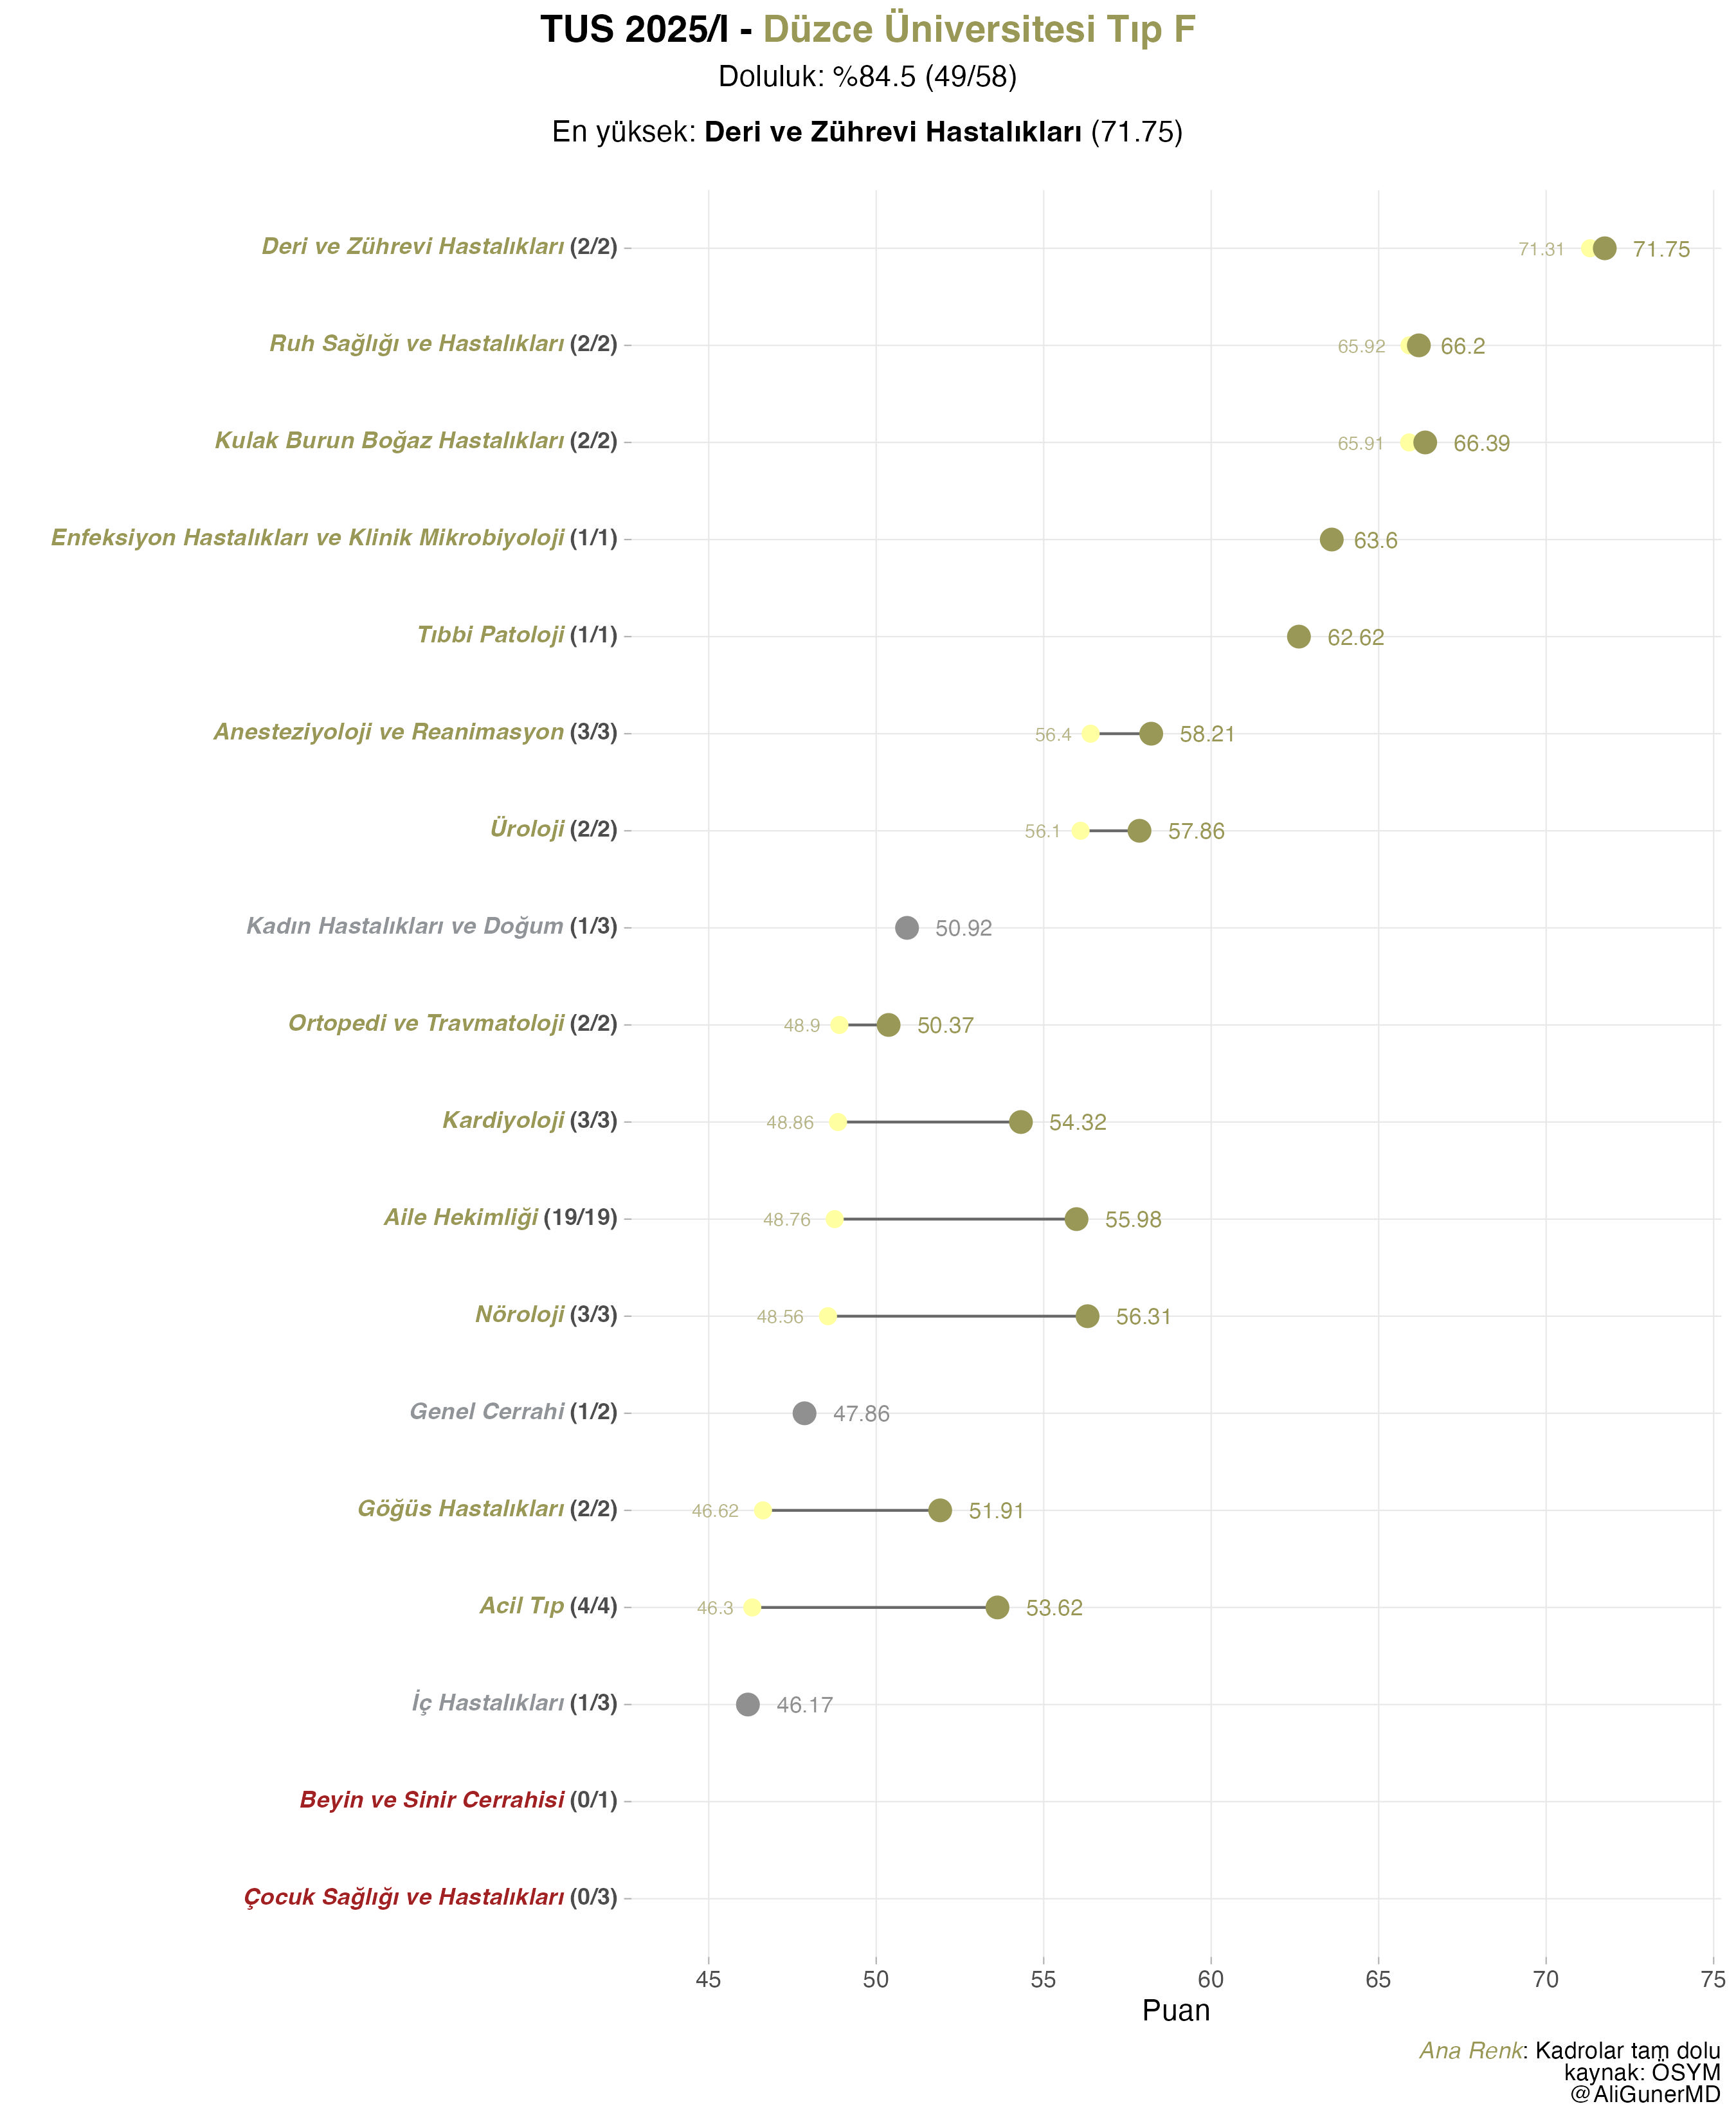 TUS 2025/I - Düzce Üniversitesi Tıp F
Doluluk: %84.5 (49/58)
En yüksek: Deri ve Zührevi Hastalıkları (71.75)
Deri ve Zührevi Hastalıkları (2/2) 71.31 71.75
Ruh Sağlığı ve Hastalıkları (2/2) 65.92 66.2
Kulak Burun Boğaz Hastalıkları (2/2) 65.91 66.39
Enfeksiyon Hastalıkları ve Klinik Mikrobiyoloji (1/1) 63.6
Tıbbi Patoloji (1/1) 62.62
Anesteziyoloji ve Reanimasyon (3/3) 56.4 58.21
Üroloji (2/2) 56.1 57.86
Kadın Hastalıkları ve Doğum (1/3) 50.92
Ortopedi ve Travmatoloji (2/2) 48.9 50.37
Kardiyoloji (3/3) 48.86 54.32
Aile Hekimliği (19/19) 48.76 55.98
Nöroloji (3/3) 48.56 56.31
Genel Cerrahi (1/2) 47.86
Göğüs Hastalıkları (2/2) 46.62 51.91
Acil Tıp (4/4) 46.3 53.62
İç Hastalıkları (1/3) 46.17
Beyin ve Sinir Cerrahisi (0/1)
Çocuk Sağlığı ve Hastalıkları (0/3)
45 50 55 60 65 70 75
Puan
Ana Renk: Kadrolar tam dolu
kaynak: ÖSYM
@AliGunerMD